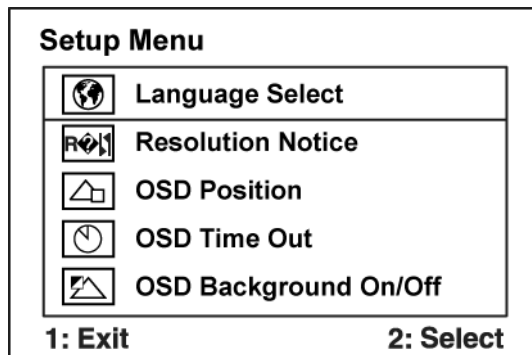 Setup Menu
Language Select
Resolution Notice
OSD Position
OSD Time Out
OSD Background On/Off
1: Exit 2: Select